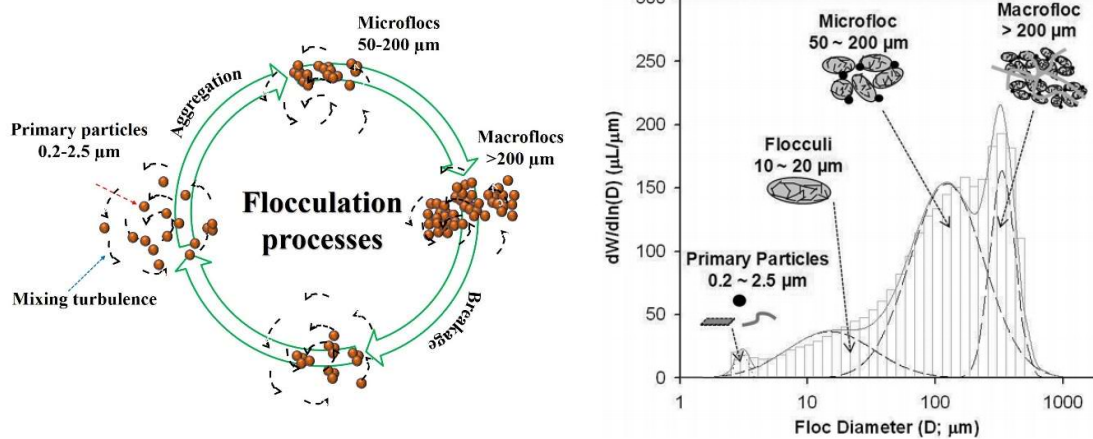 Microflocs
50-200 µm
Aggregation
Primary particles
0.2-2.5 µm
Macroflocs
>200 µm
Flocculation
processes
Mixing turbulence
Breakage
300
250
200
150
100
50
0
dW/dln(D) (µL/µm)
Microfloc
50 ~ 200 µm
Macrofloc
> 200 µm
Flocculi
10 ~ 20 µm
Primary Particles
0.2 ~ 2.5 µm
1
10
100
1000
Floc Diameter (D; µm)